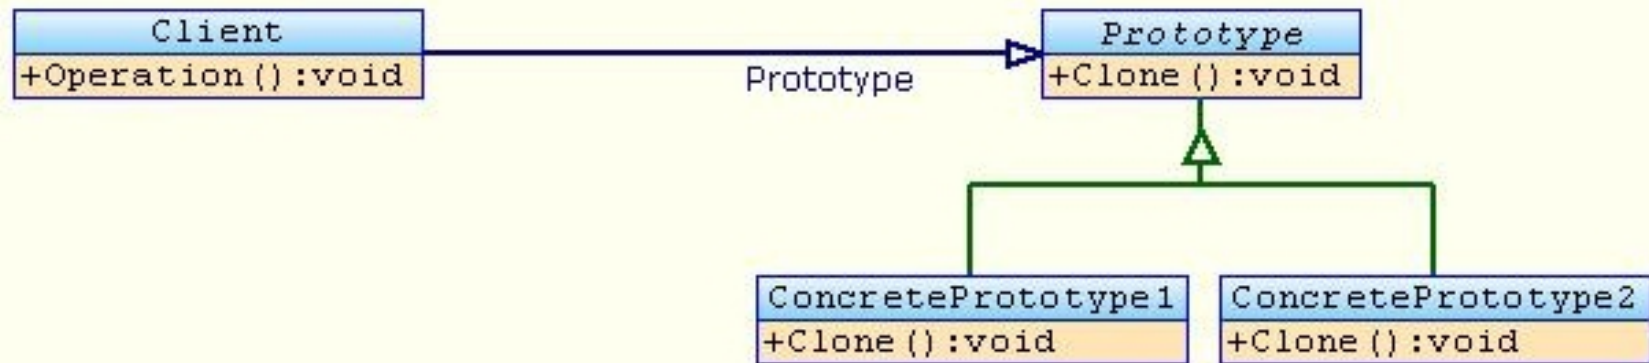 Client
+Operation():void
Prototype
Prototype
+Clone():void
ConcretePrototype1
+Clone():void
ConcretePrototype2
+Clone():void